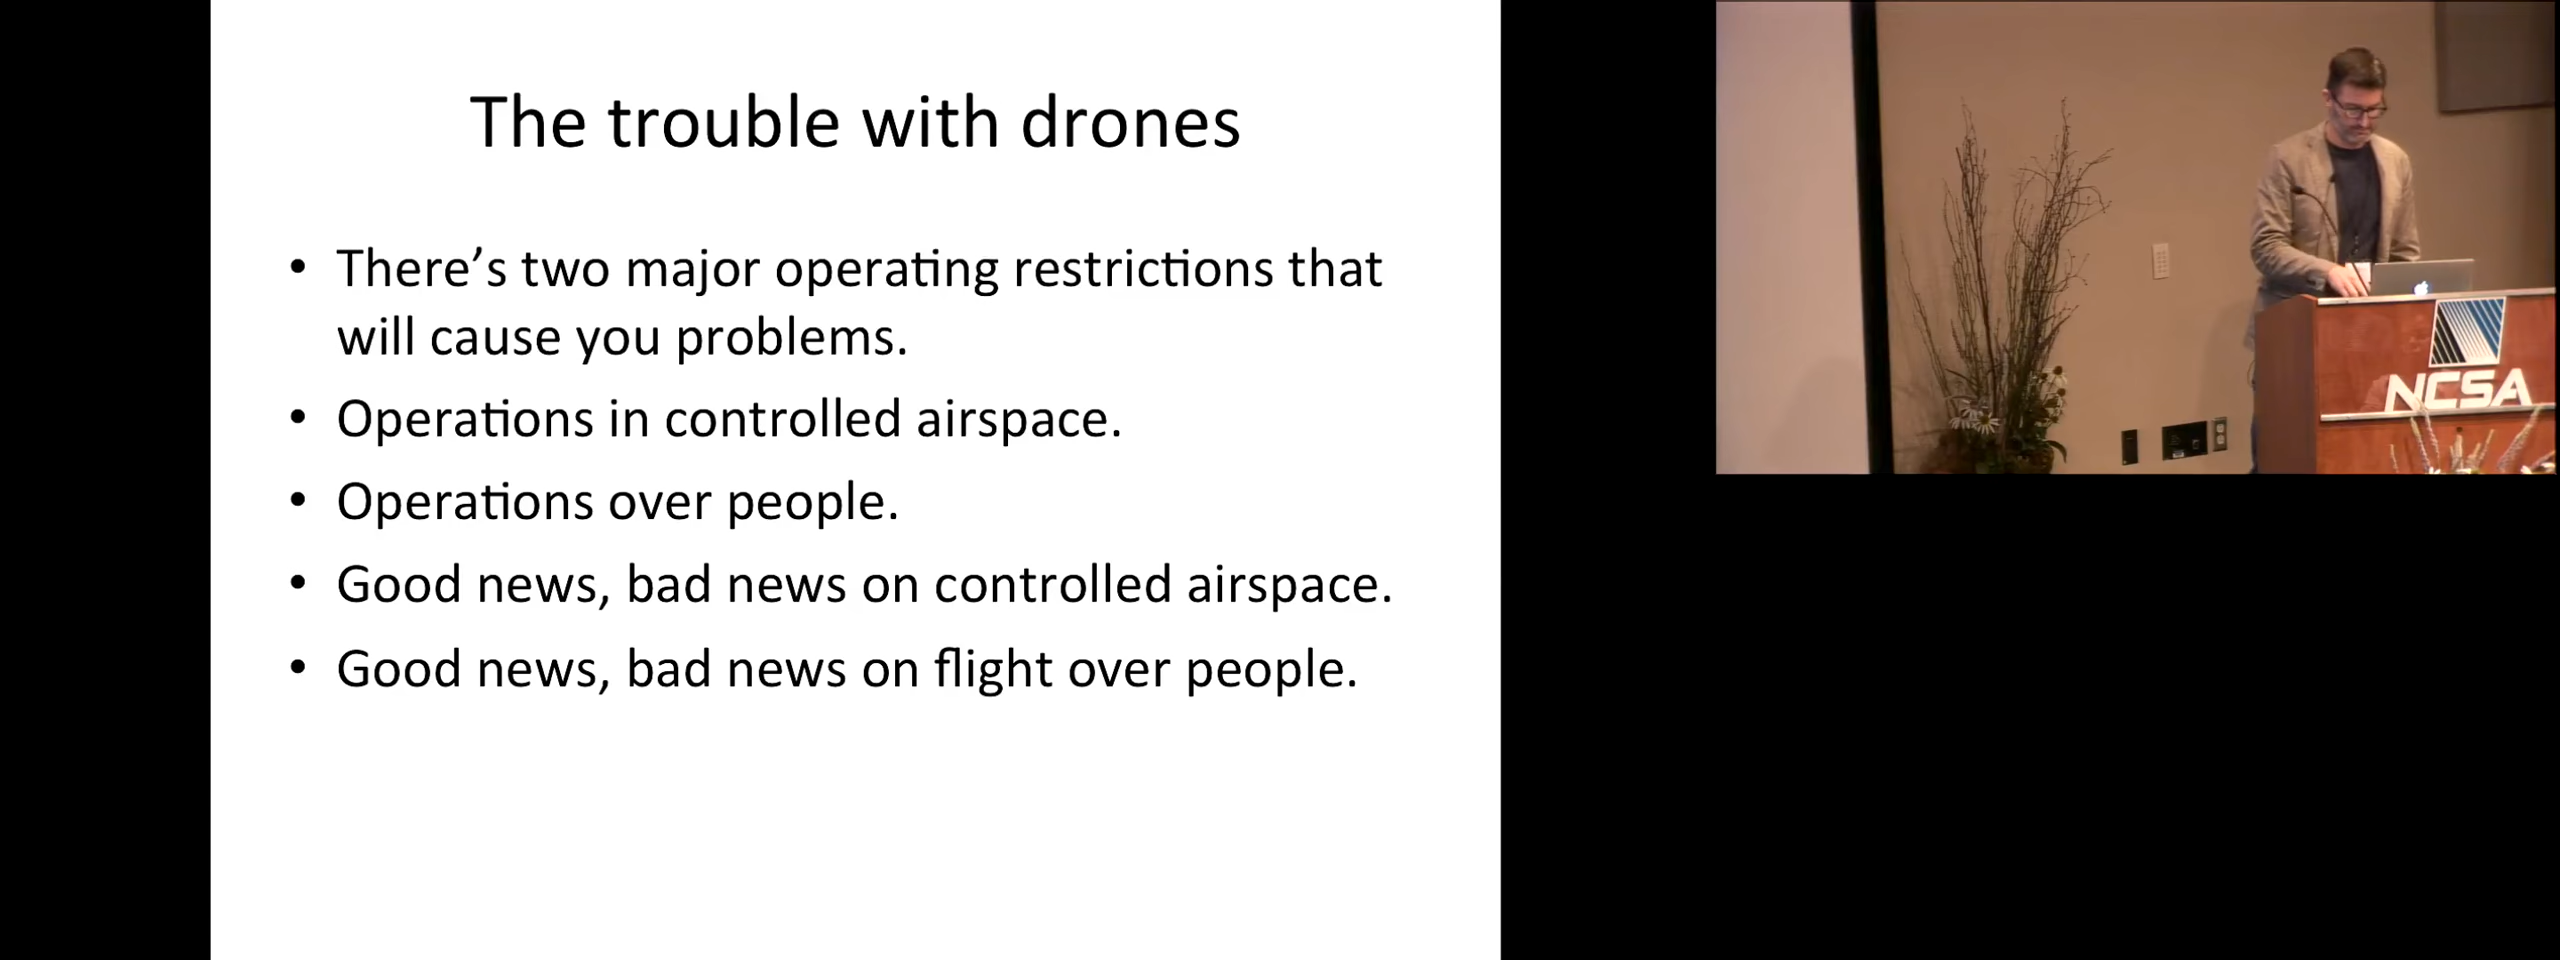 The trouble with drones
• There's two major operating restrictions that
will cause you problems.
• Operations in controlled airspace.
• Operations over people.
• Good news, bad news on controlled airspace.
• Good news, bad news on flight over people.
NCSA